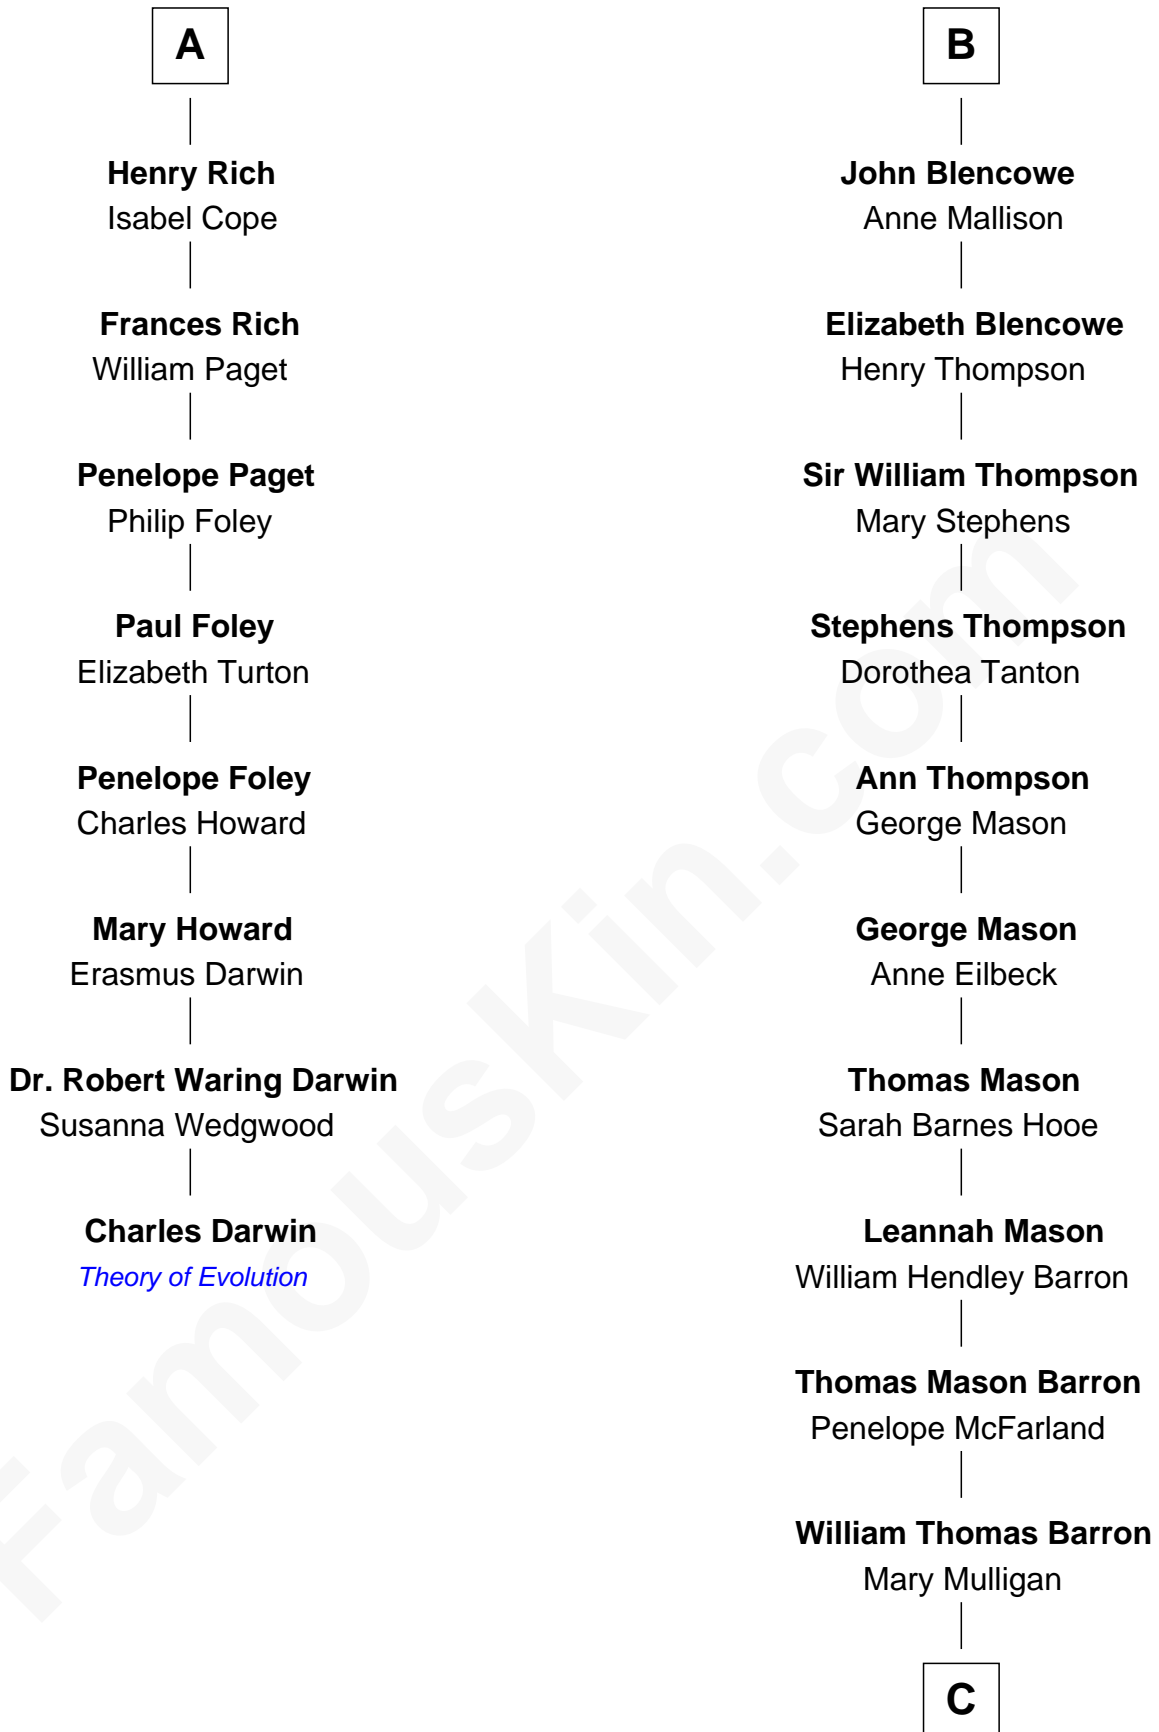 A
Henry Rich
Isabel Cope
Frances Rich
William Paget
Penelope Paget
Philip Foley
Paul Foley
Elizabeth Turton
Penelope Foley
Charles Howard
Mary Howard
Erasmus Darwin
Dr. Robert Waring Darwin
Susanna Wedgwood
Charles Darwin
Theory of Evolution
B
John Blencowe
Anne Mallison
Elizabeth Blencowe
Henry Thompson
Sir William Thompson
Mary Stephens
Stephens Thompson
Dorothea Tanton
Ann Thompson
George Mason
George Mason
Anne Eilbeck
Thomas Mason
Sarah Barnes Hooe
Leannah Mason
William Hendley Barron
Thomas Mason Barron
Penelope McFarland
William Thomas Barron
Mary Mulligan
C
FamousKin.com